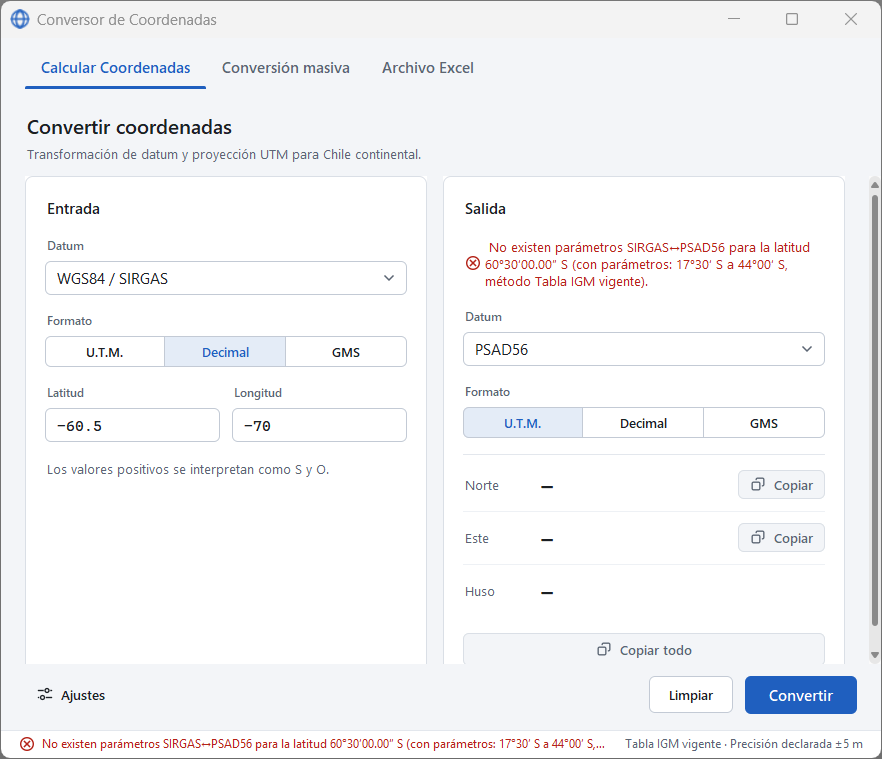 Conversor de Coordenadas
Calcular Coordenadas
Conversión masiva
Archivo Excel
Convertir coordenadas
Transformación de datum y proyección UTM para Chile continental.
Entrada
Datum
WGS84 / SIRGAS
Formato
U.T.M.
Decimal
GMS
Latitud
Longitud
−60.5
−70
Los valores positivos se interpretan como S y O.
Salida
No existen parámetros SIRGAS↔PSAD56 para la latitud
60°30′00.00″ S (con parámetros: 17°30′ S a 44°00′ S,
método Tabla IGM vigente).
Datum
PSAD56
Formato
U.T.M.
Decimal
GMS
Norte
—
Copiar
Este
—
Copiar
Huso
—
Copiar todo
Ajustes
Limpiar
Convertir
No existen parámetros SIRGAS↔PSAD56 para la latitud 60°30′00.00″ S (con parámetros: 17°30′ S a 44°00′ S,...
Tabla IGM vigente · Precisión declarada ±5 m